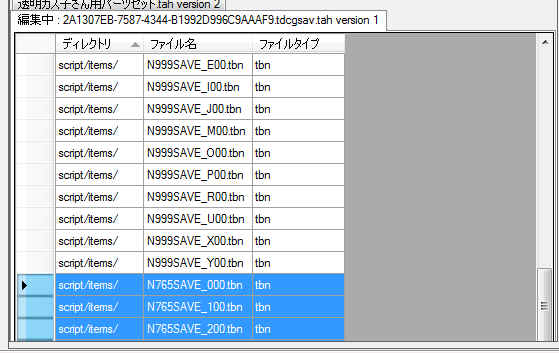 透明カス子さん用パーツセット.tah version 2
編集中 : 2A1307EB-7587-4344-B1992D996C9AAAF9.tdcgsav.tah version 1
ディレクトリ ファイル名 ファイルタイプ
script/items/ N999SAVE_E00.tbn tbn
script/items/ N999SAVE_I00.tbn tbn
script/items/ N999SAVE_J00.tbn tbn
script/items/ N999SAVE_M00.tbn tbn
script/items/ N999SAVE_O00.tbn tbn
script/items/ N999SAVE_P00.tbn tbn
script/items/ N999SAVE_R00.tbn tbn
script/items/ N999SAVE_U00.tbn tbn
script/items/ N999SAVE_X00.tbn tbn
script/items/ N999SAVE_Y00.tbn tbn
script/items/ N765SAVE_000.tbn tbn
script/items/ N765SAVE_100.tbn tbn
script/items/ N765SAVE_200.tbn tbn